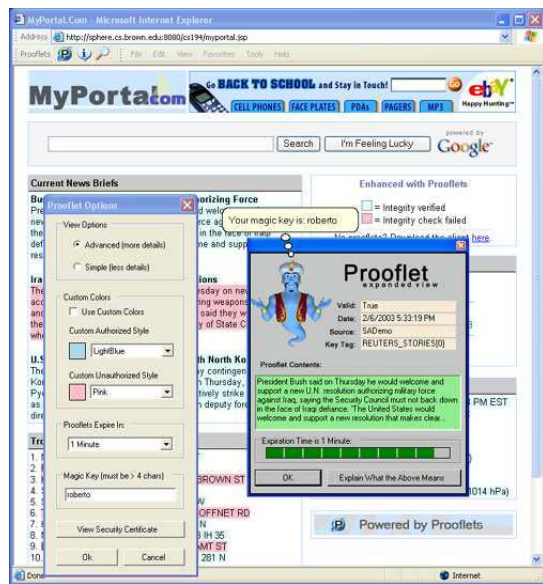 MyPortal.Com - Microsoft Internet Explorer
Address http://sphere.cs.brown.edu:8080/cs194/myportal.jsp
Prooflets File Edit View Favorites Tools Help
MyPortal.com
Go BACK TO SCHOOL and Stay in Touch!
CELL PHONES FACE PLATES PDAs PAGERS MP3
ebY
Happy Hunting
Search I'm Feeling Lucky
powered by
Google
Current News Briefs
Enhanced with Prooflets
= Integrity verified
= Integrity check failed
here
Prooflet Options
View Options
Advanced (more details)
Simple (less details)
Custom Colors
Use Custom Colors
Custom Authorized Style
LightBlue
Custom Unauthorized Style
Pink
Prooflets Expire In:
1 Minute
Magic Key (must be > 4 chars)
roberto
View Security Certificate
Ok Cancel
Your magic key is: roberto
Prooflet
expanded view
Valid: True
Date: 2/6/2003 5:33:19 PM
Source: SADemo
Key Tag: REUTERS_STORIES[0]
Prooflet Contents:
President Bush said on Thursday he would welcome and
support a new U.N. resolution authorizing military force
against Iraq, saying the Security Council must not back down
in the face of Iraqi defiance. 'The United States would
welcome and support a new resolution that makes clear...
Expiration Time is 1 Minute:
OK Explain What the Above Means
PM EST
1014 hPa)
Powered by Prooflets
Done Internet